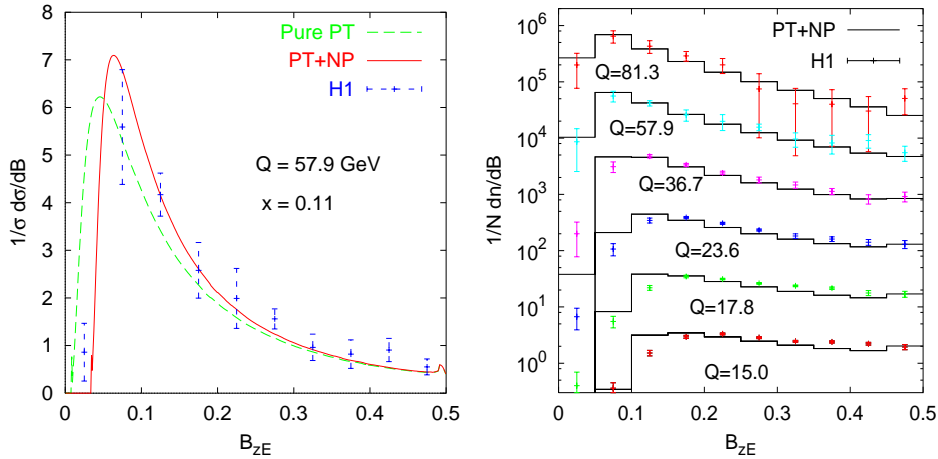 Pure PT
PT+NP
H1
Q = 57.9 GeV
x = 0.11
1/σ dσ/dB
8
7
6
5
4
3
2
1
0
0 0.1 0.2 0.3 0.4 0.5
B_zE
PT+NP
H1
Q=81.3
Q=57.9
Q=36.7
Q=23.6
Q=17.8
Q=15.0
1/N dn/dB
10^6
10^5
10^4
10^3
10^2
10^1
10^0
0 0.1 0.2 0.3 0.4 0.5
B_zE